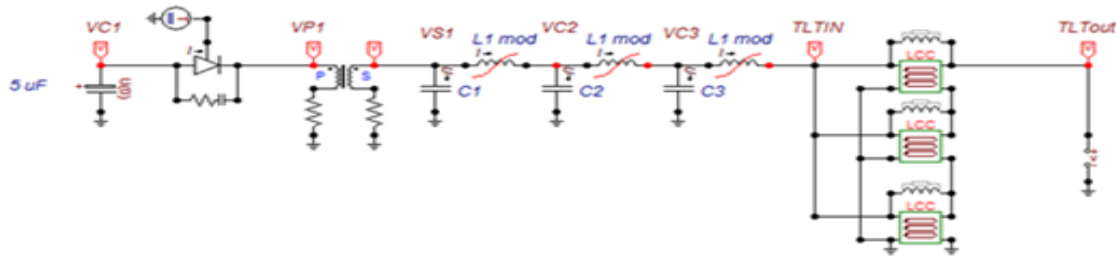 VC1
VP1
VS1
VC2
VC3
TLTIN
TLTout
L1 mod
L1 mod
L1 mod
5 uF
U(0)
P
S
C1
C2
C3
LCC
LCC
LCC